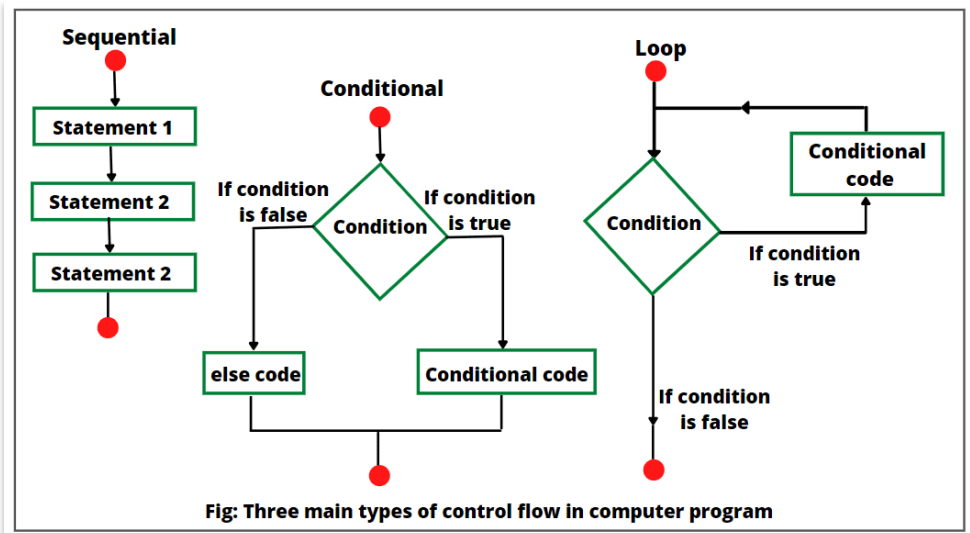 Sequential
Statement 1
Statement 2
Statement 2
Conditional
If condition
is false
Condition
If condition
is true
else code
Conditional code
Loop
Condition
Conditional
code
If condition
is true
If condition
is false
Fig: Three main types of control flow in computer program